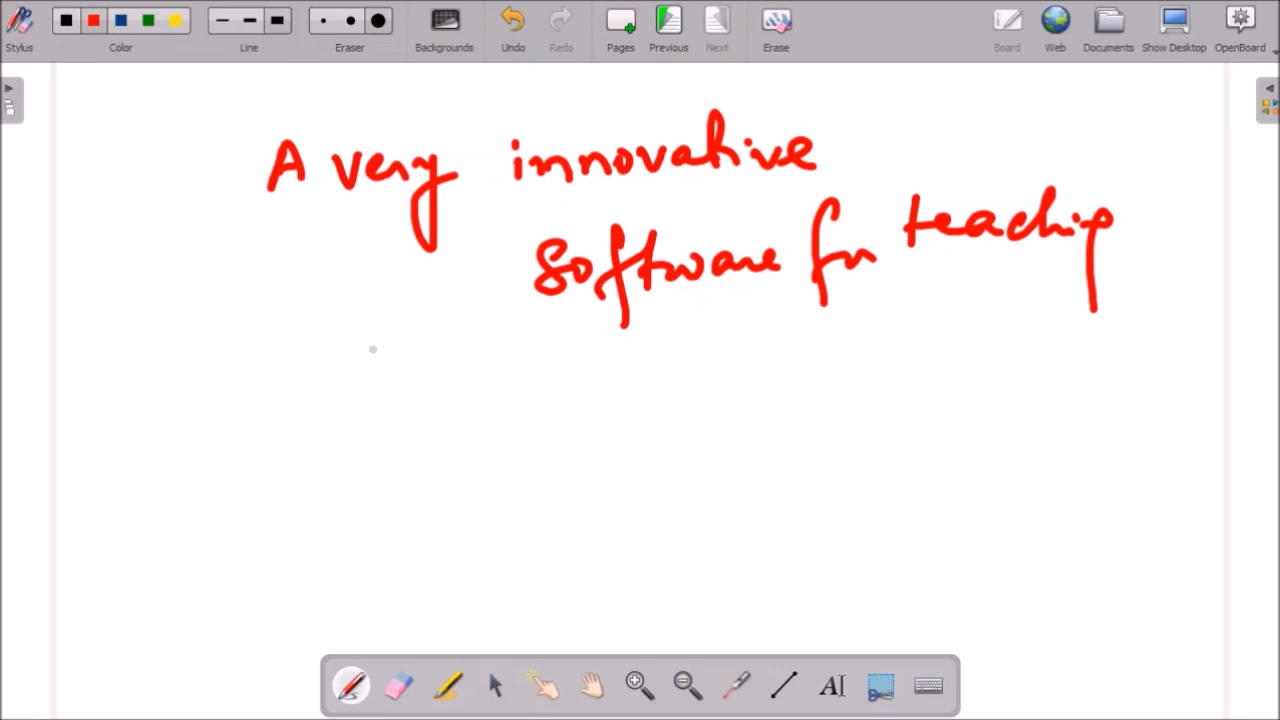 Stylus Color Line Eraser Backgrounds Undo Redo Pages Previous Next Erase Board Web Documents Show Desktop OpenBoard
A very innovative
software for teaching
AI